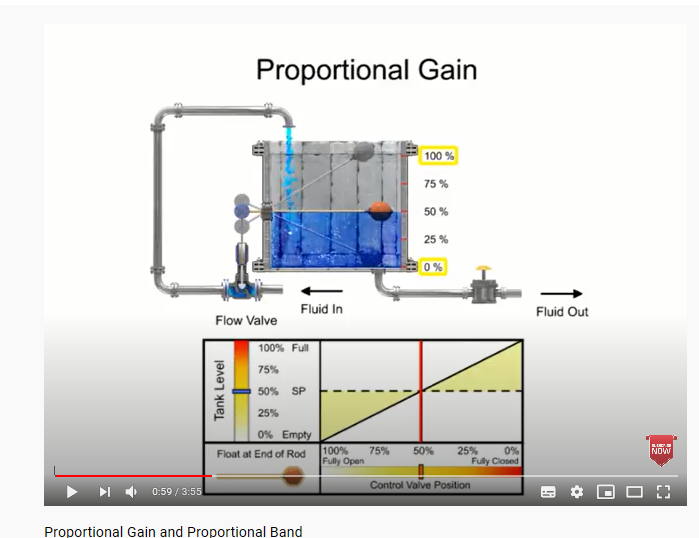 Proportional Gain
100 %
75 %
50 %
25 %
0 %
Fluid In
Fluid Out
Flow Valve
Tank Level
100% Full
75%
50% SP
25%
0% Empty
Float at End of Rod
100% 75% 50% 25% 0%
Fully Open Fully Closed
Control Valve Position
SUBSCRIBE
NOW
0:59 / 3:55
Proportional Gain and Proportional Band